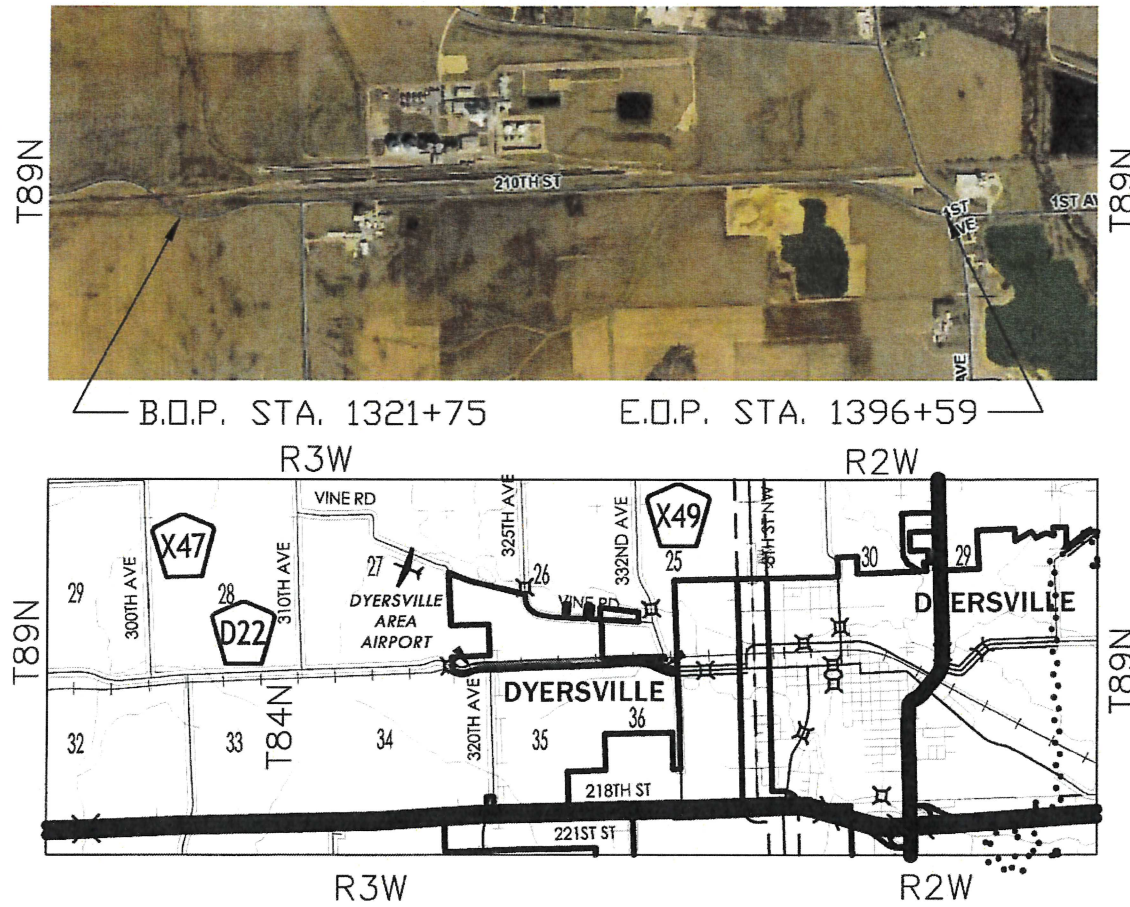 T89N
T89N
210TH ST
1ST AVE
1ST AV
AVE
B.O.P. STA. 1321+75
E.O.P. STA. 1396+59
R3W
R2W
T89N
T89N
VINE RD
X47
300TH AVE
29
28
D22
310TH AVE
27
DYERSVILLE
AREA
AIRPORT
325TH AVE
26
VINE RD
332ND AVE
X49
25
30
29
DYERSVILLE
DYERSVILLE
32
33
T84N
34
320TH AVE
35
36
218TH ST
221ST ST
R3W
R2W